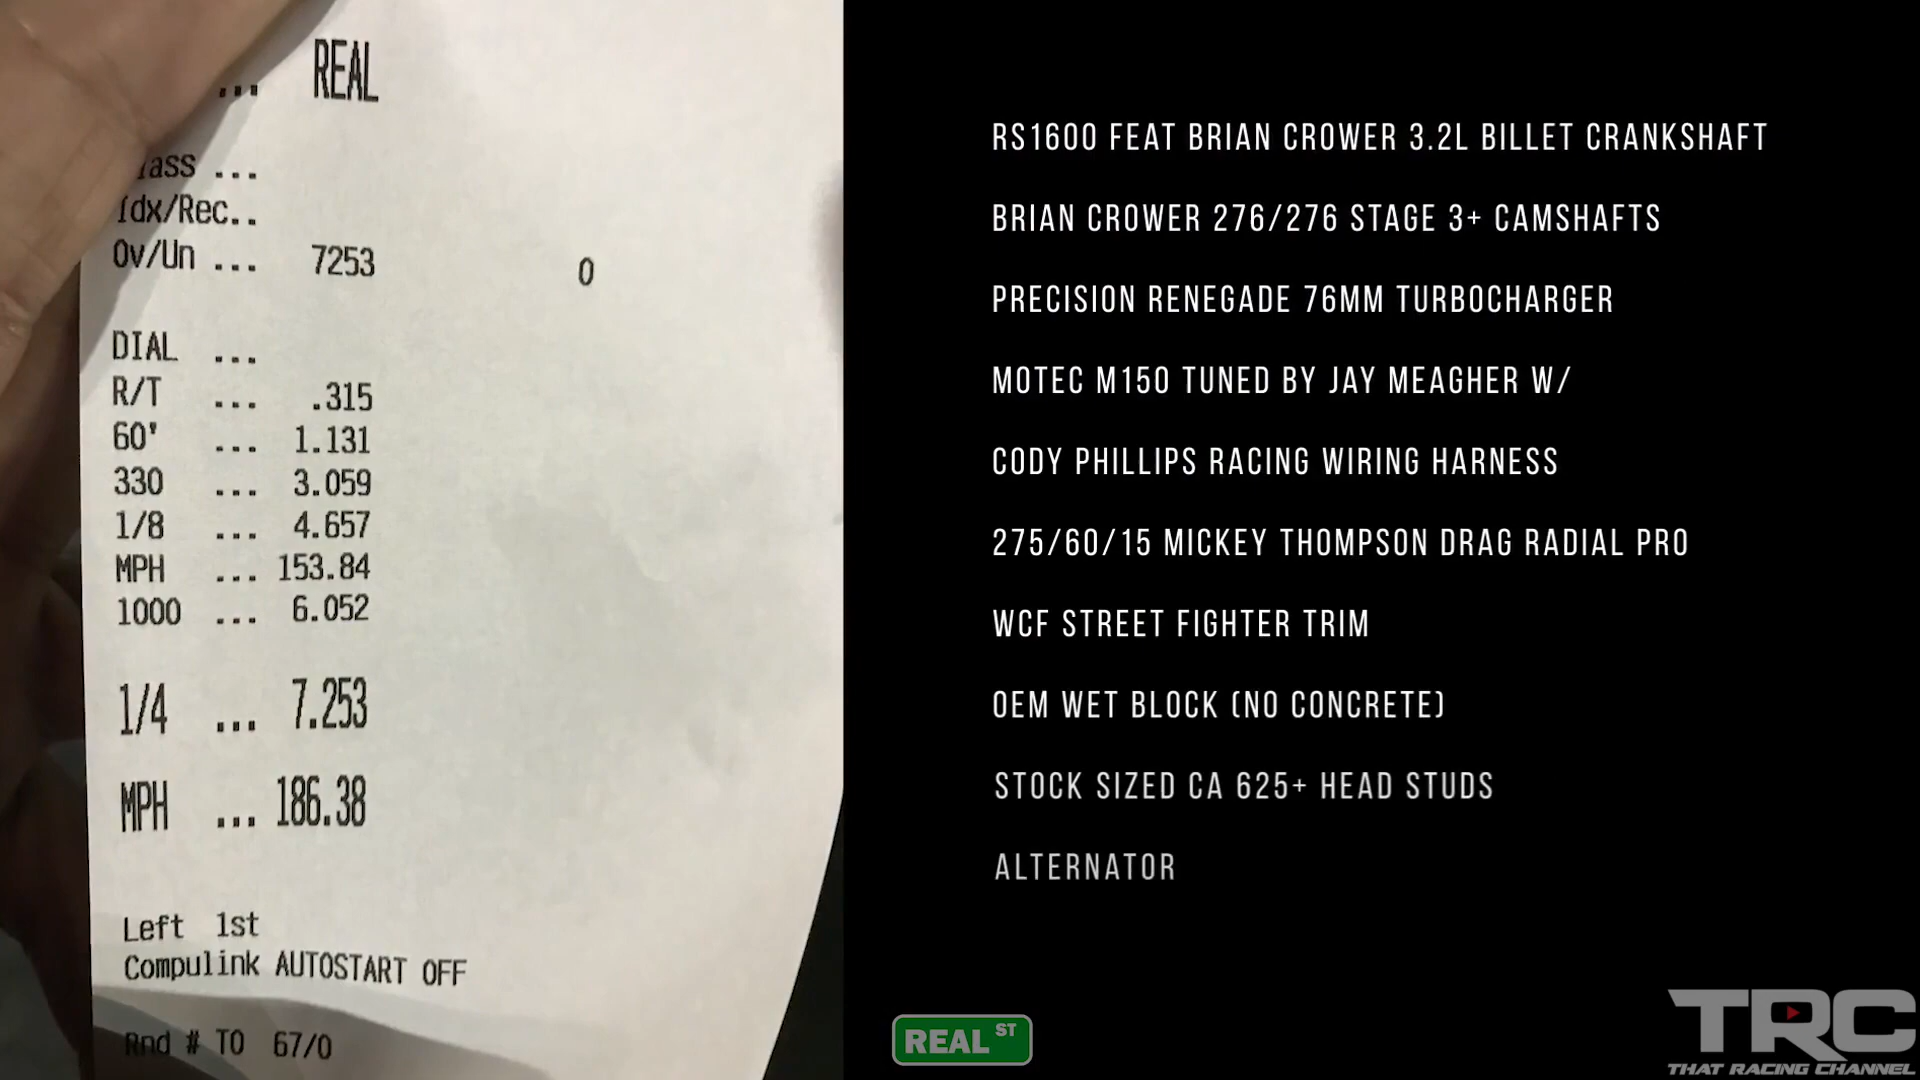 ... REAL
ass ...
Idx/Rec..
Ov/Un ... 7253 0
DIAL ...
R/T ... .315
60' ... 1.131
330 ... 3.059
1/8 ... 4.657
MPH ... 153.84
1000 ... 6.052
1/4 ... 7.253
MPH ... 186.38
Left 1st
Compulink AUTOSTART OFF
Rnd # TO 67/0
RS1600 FEAT BRIAN CROWER 3.2L BILLET CRANKSHAFT
BRIAN CROWER 276/276 STAGE 3+ CAMSHAFTS
PRECISION RENEGADE 76MM TURBOCHARGER
MOTEC M150 TUNED BY JAY MEAGHER W/
CODY PHILLIPS RACING WIRING HARNESS
275/60/15 MICKEY THOMPSON DRAG RADIAL PRO
WCF STREET FIGHTER TRIM
OEM WET BLOCK (NO CONCRETE)
STOCK SIZED CA 625+ HEAD STUDS
ALTERNATOR
REAL ST
TRC
THAT RACING CHANNEL